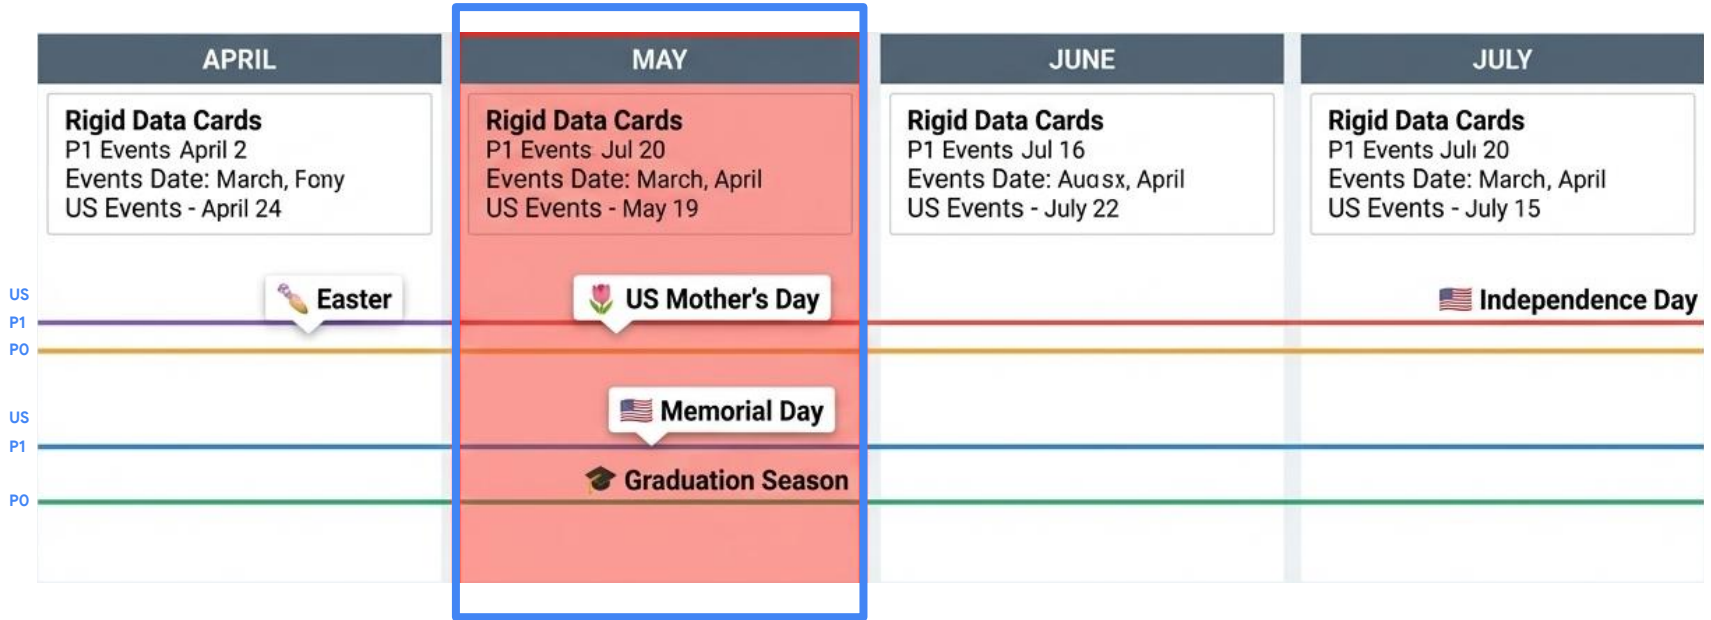 APRIL
Rigid Data Cards
P1 Events April 2
Events Date: March, Fony
US Events - April 24
MAY
Rigid Data Cards
P1 Events Jul 20
Events Date: March, April
US Events - May 19
JUNE
Rigid Data Cards
P1 Events Jul 16
Events Date: Auasx, April
US Events - July 22
JULY
Rigid Data Cards
P1 Events Juli 20
Events Date: March, April
US Events - July 15
US
Easter
US Mother's Day
Independence Day
P1
P0
US
Memorial Day
P1
Graduation Season
P0